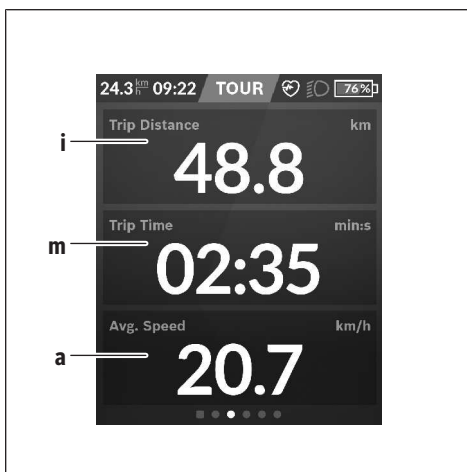 24.3 km/h 09:22 TOUR 76%
i Trip Distance km
48.8
m Trip Time min:s
02:35
a Avg. Speed km/h
20.7